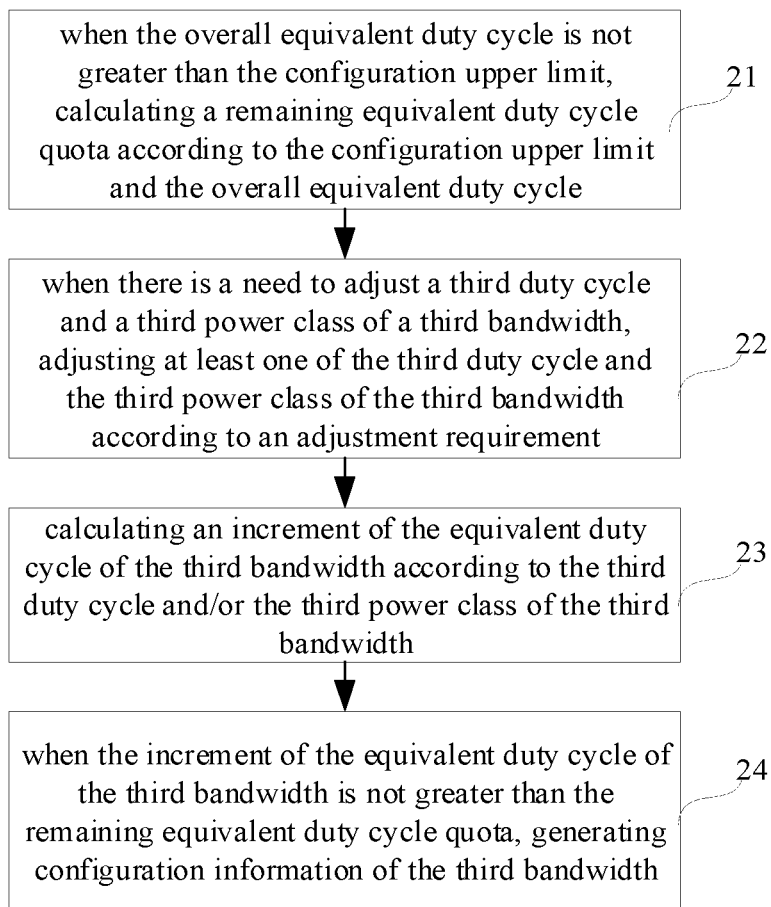 when the overall equivalent duty cycle is not
greater than the configuration upper limit,
calculating a remaining equivalent duty cycle
quota according to the configuration upper limit
and the overall equivalent duty cycle
21
when there is a need to adjust a third duty cycle
and a third power class of a third bandwidth,
adjusting at least one of the third duty cycle and
the third power class of the third bandwidth
according to an adjustment requirement
22
calculating an increment of the equivalent duty
cycle of the third bandwidth according to the third
duty cycle and/or the third power class of the third
bandwidth
23
when the increment of the equivalent duty cycle of
the third bandwidth is not greater than the
remaining equivalent duty cycle quota, generating
configuration information of the third bandwidth
24